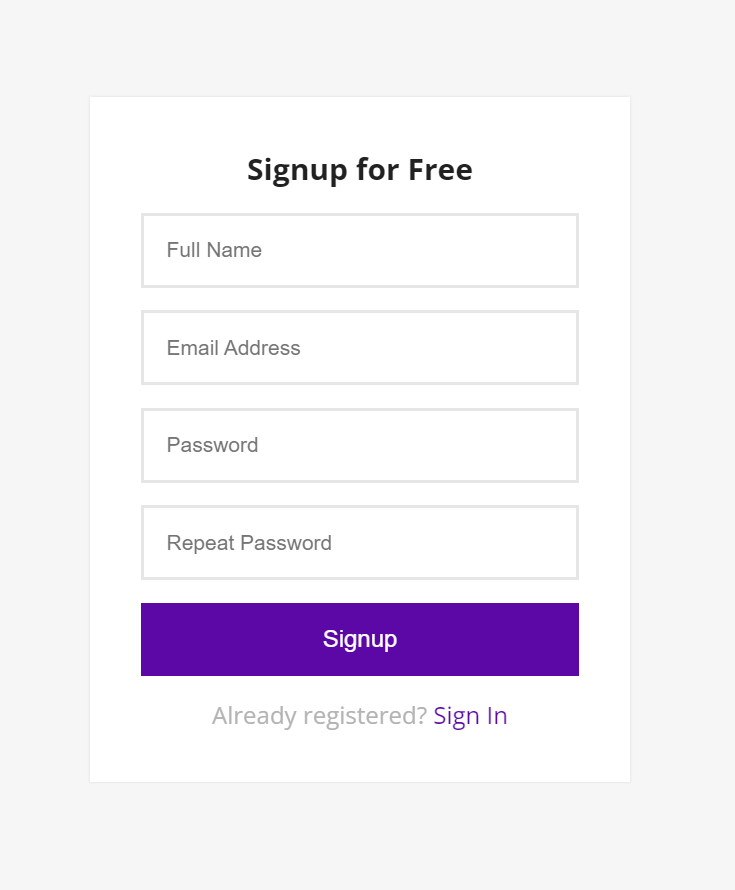 Signup for Free
Full Name
Email Address
Password
Repeat Password
Signup
Already registered? Sign In